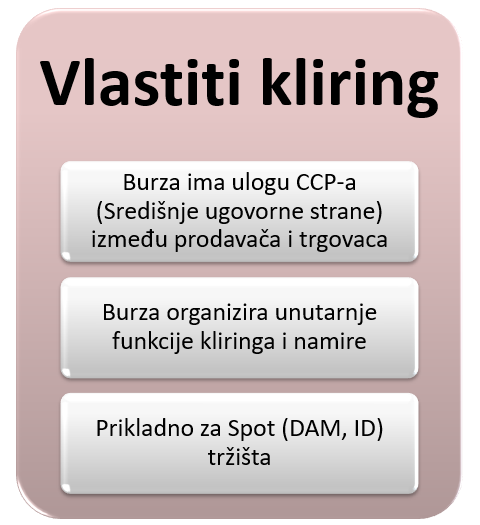 Vlastiti kliring
Burza ima ulogu CCP-a
(Središnje ugovorne strane)
između prodavača i trgovaca
Burza organizira unutarnje
funkcije kliringa i namire
Prikladno za Spot (DAM, ID)
tržišta